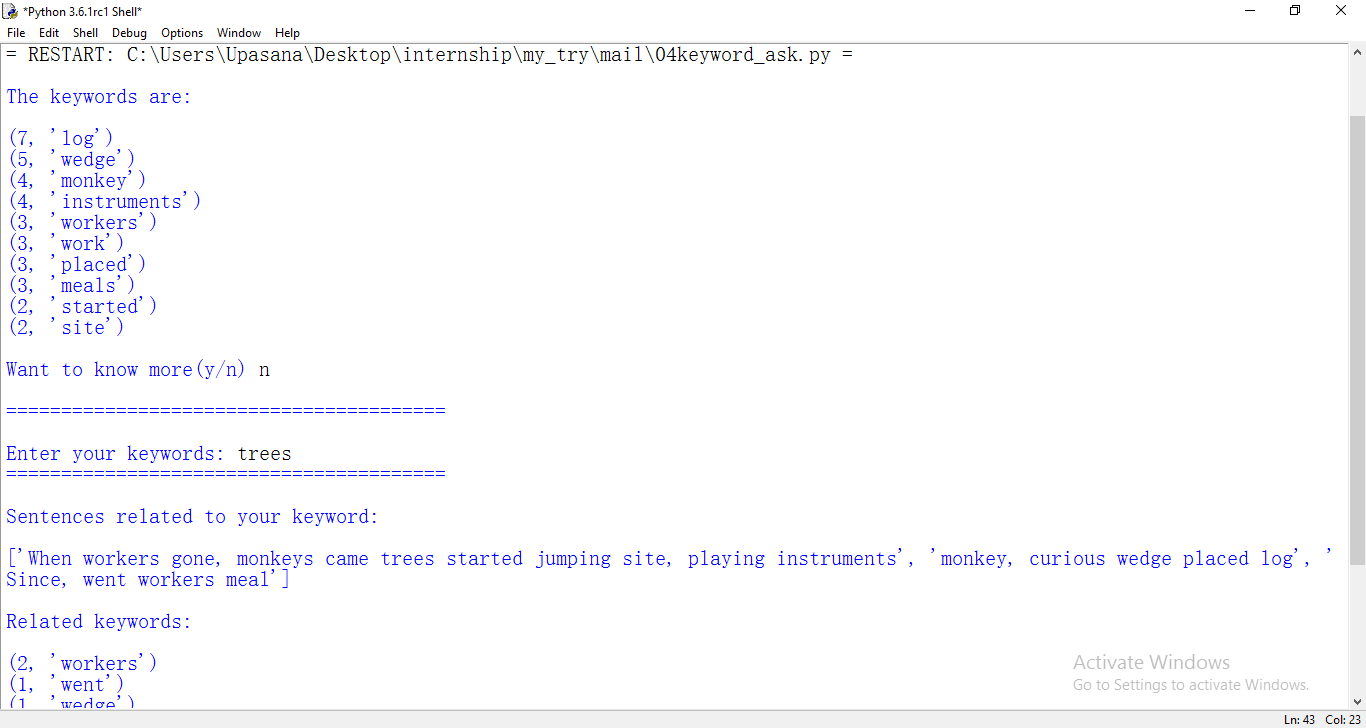 *Python 3.6.1rc1 Shell*
File Edit Shell Debug Options Window Help
= RESTART: C:\Users\Upasana\Desktop\internship\my_try\mail\04keyword_ask.py =
The keywords are:
(7, 'log')
(5, 'wedge')
(4, 'monkey')
(4, 'instruments')
(3, 'workers')
(3, 'work')
(3, 'placed')
(3, 'meals')
(2, 'started')
(2, 'site')
Want to know more(y/n) n
========================================
Enter your keywords: trees
========================================
Sentences related to your keyword:
['When workers gone, monkeys came trees started jumping site, playing instruments', 'monkey, curious wedge placed log', '
Since, went workers meal']
Related keywords:
(2, 'workers')
(1, 'went')
(1, 'wedge')
Activate Windows
Go to Settings to activate Windows.
Ln: 43 Col: 23